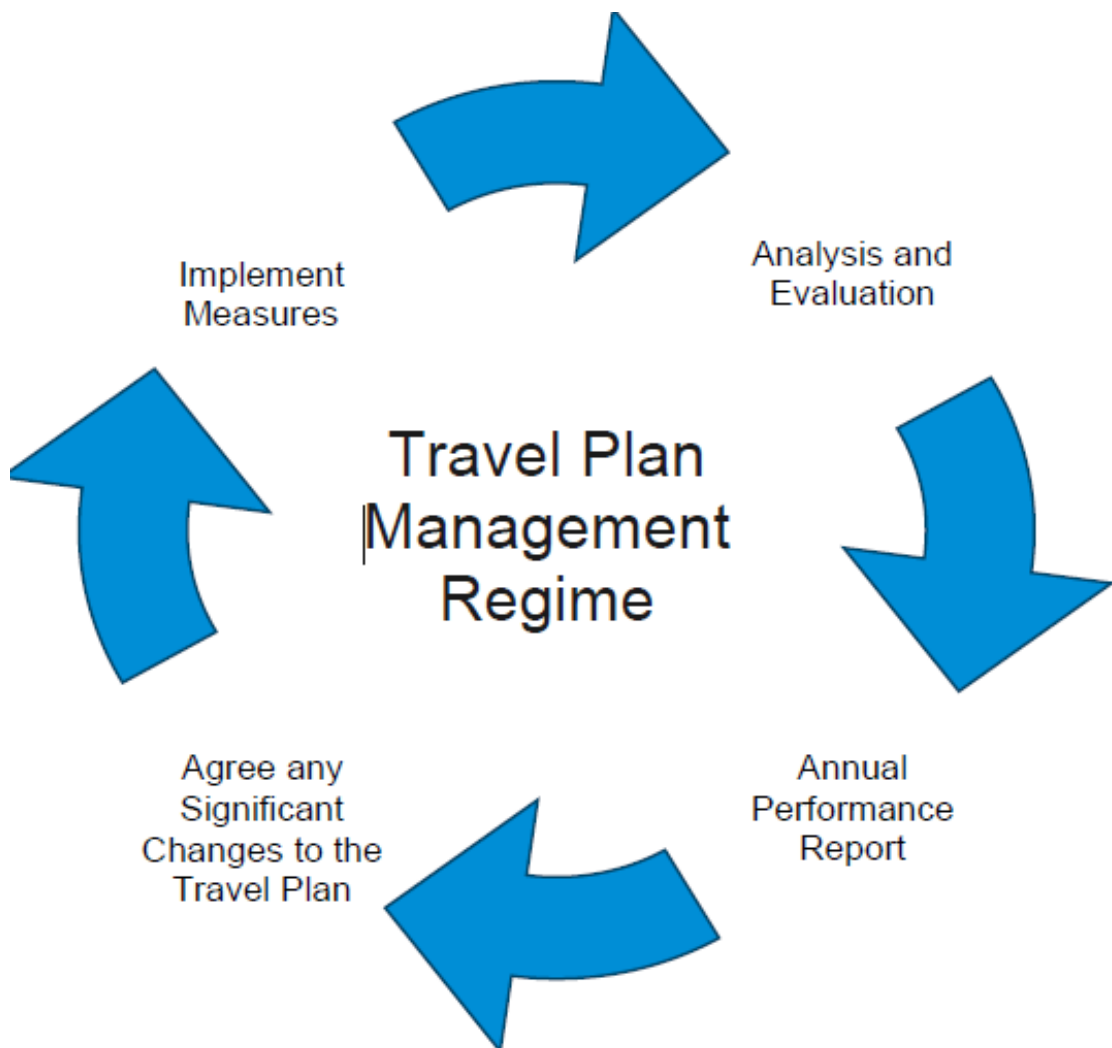 Implement
Measures
Analysis and
Evaluation
Travel Plan
Management
Regime
Agree any
Significant
Changes to the
Travel Plan
Annual
Performance
Report